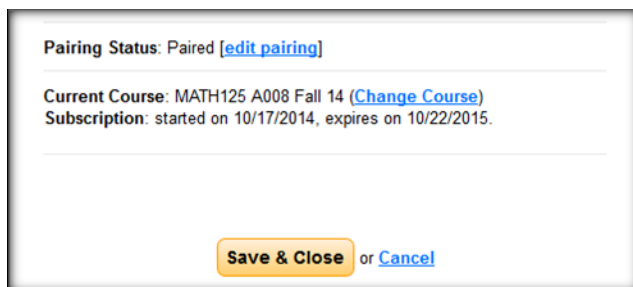 Pairing Status: Paired [edit pairing]
Current Course: MATH125 A008 Fall 14 (Change Course)
Subscription: started on 10/17/2014, expires on 10/22/2015.
Save & Close or Cancel